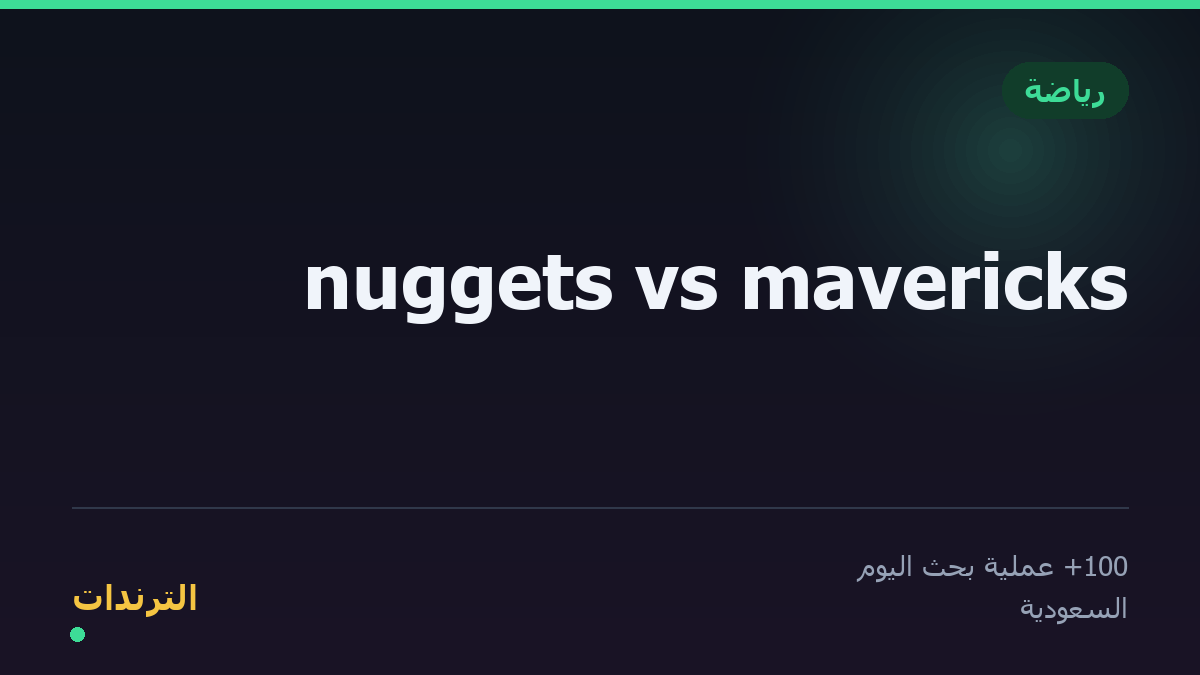 رياضة
nuggets vs mavericks
+100 عملية بحث اليوم
السعودية
الترندات